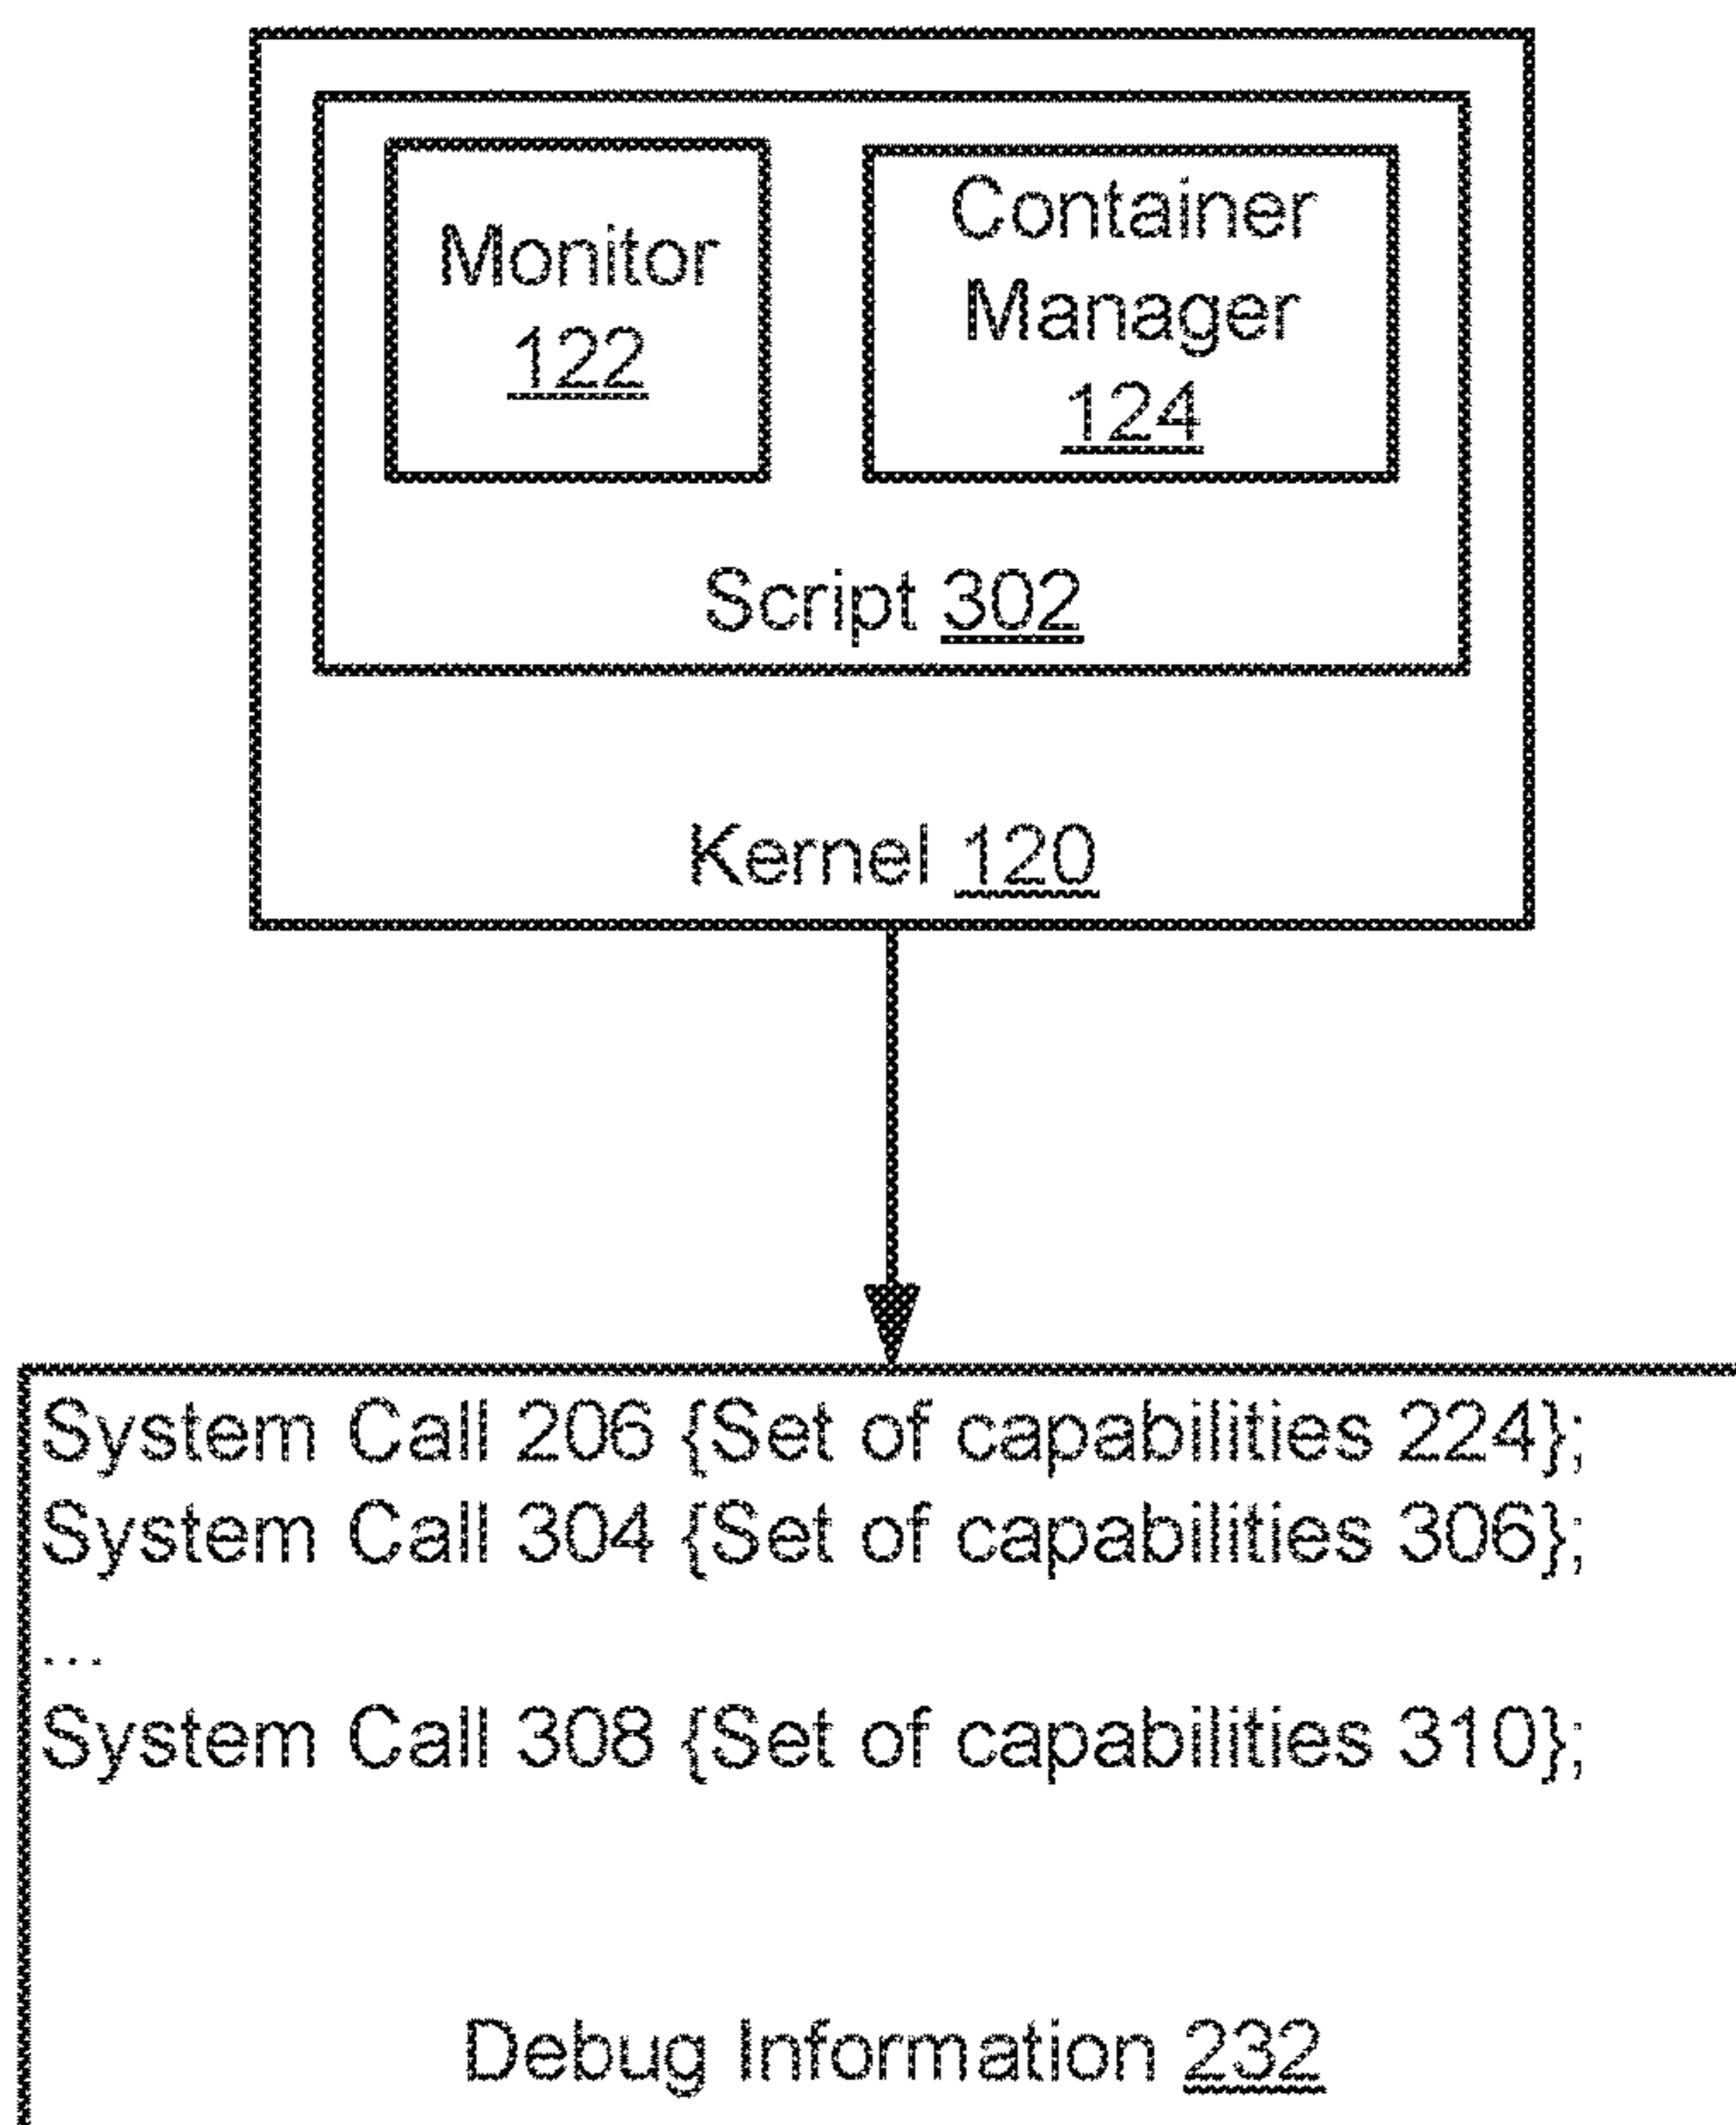 Monitor
122
Container
Manager
124
Script 302
Kernel 120
System Call 206 {Set of capabilities 224};
System Call 304 {Set of capabilities 306};
...
System Call 308 {Set of capabilities 310};
Debug Information 232